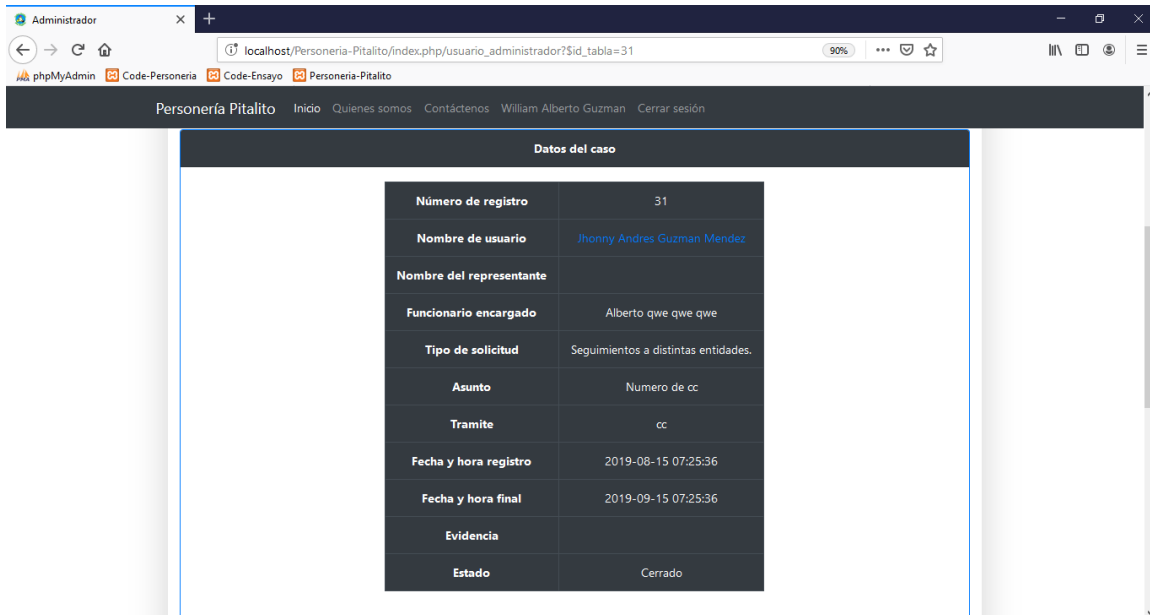 Administrador
localhost/Personeria-Pitalito/index.php/usuario_administrador?$id_tabla=31 90%
phpMyAdmin Code-Personeria Code-Ensayo Personeria-Pitalito
Personería Pitalito Inicio Quienes somos Contáctenos William Alberto Guzman Cerrar sesión
Datos del caso
Número de registro 31
Nombre de usuario Jhonny Andres Guzman Mendez
Nombre del representante
Funcionario encargado Alberto qwe qwe qwe
Tipo de solicitud Seguimientos a distintas entidades.
Asunto Numero de cc
Tramite cc
Fecha y hora registro 2019-08-15 07:25:36
Fecha y hora final 2019-09-15 07:25:36
Evidencia
Estado Cerrado